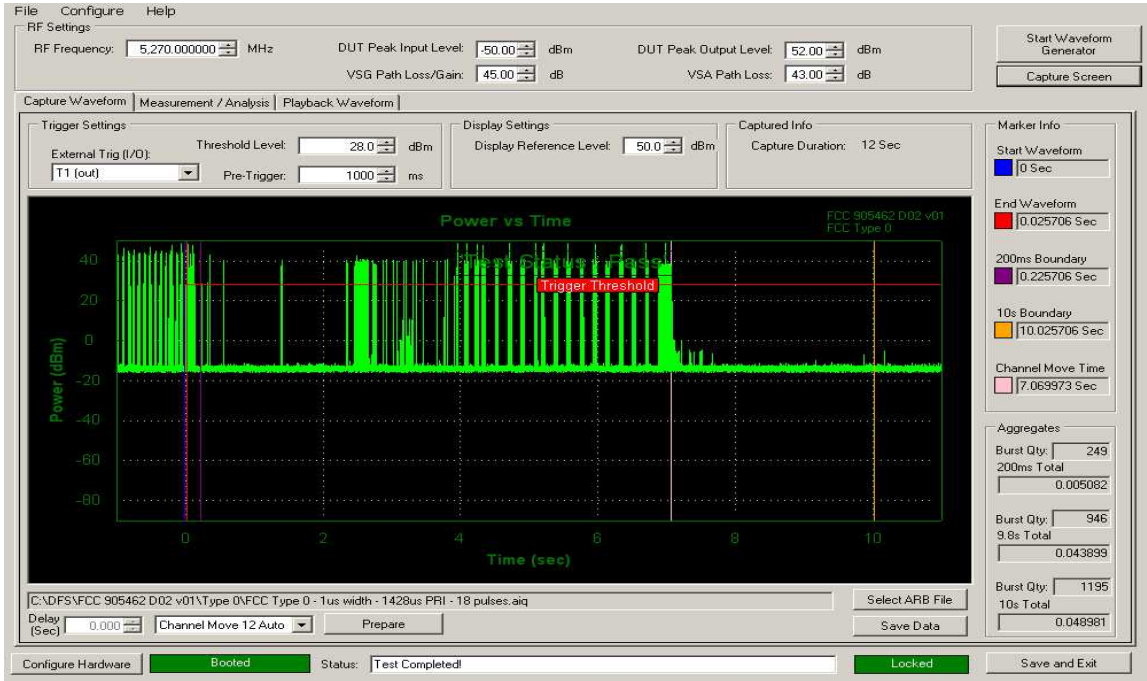 File Configure Help
RF Settings
RF Frequency: 5,270.000000 MHz DUT Peak Input Level: -50.00 dBm DUT Peak Output Level: 52.00 dBm
VSG Path Loss/Gain: 45.00 dB VSA Path Loss: 43.00 dB
Start Waveform
Generator
Capture Screen
Capture Waveform Measurement / Analysis Playback Waveform
Trigger Settings
External Trig (I/O):
T1 (out)
Threshold Level: 28.0 dBm
Pre-Trigger: 1000 ms
Display Settings
Display Reference Level: 50.0 dBm
Captured Info
Capture Duration: 12 Sec
Marker Info
Start Waveform
0 Sec
End Waveform
0.025706 Sec
200ms Boundary
0.225706 Sec
10s Boundary
10.025706 Sec
Channel Move Time
7.069973 Sec
Power vs Time
FCC 905462 D02 v01
FCC Type 0
Test Status: Pass
Trigger Threshold
Power (dBm)
40
20
0
-20
-40
-60
-80
0 2 4 6 8 10
Time (sec)
Aggregates
Burst Qty: 249
200ms Total
0.005082
Burst Qty: 946
9.8s Total
0.043899
Burst Qty: 1195
10s Total
0.048981
C:\DFS\FCC 905462 D02 v01\Type 0\FCC Type 0 - 1us width - 1428us PRI - 18 pulses.aiq
Select ARB File
Delay
(Sec) 0.000 Channel Move 12 Auto Prepare
Save Data
Configure Hardware Booted Status: Test Completed! Locked Save and Exit